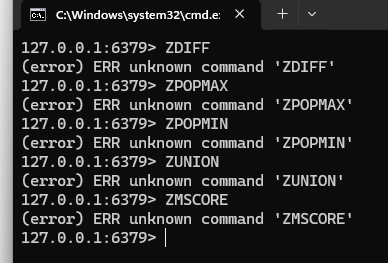 C:\Windows\system32\cmd.e
127.0.0.1:6379> ZDIFF
(error) ERR unknown command 'ZDIFF'
127.0.0.1:6379> ZPOPMAX
(error) ERR unknown command 'ZPOPMAX'
127.0.0.1:6379> ZPOPMIN
(error) ERR unknown command 'ZPOPMIN'
127.0.0.1:6379> ZUNION
(error) ERR unknown command 'ZUNION'
127.0.0.1:6379> ZMSCORE
(error) ERR unknown command 'ZMSCORE'
127.0.0.1:6379>